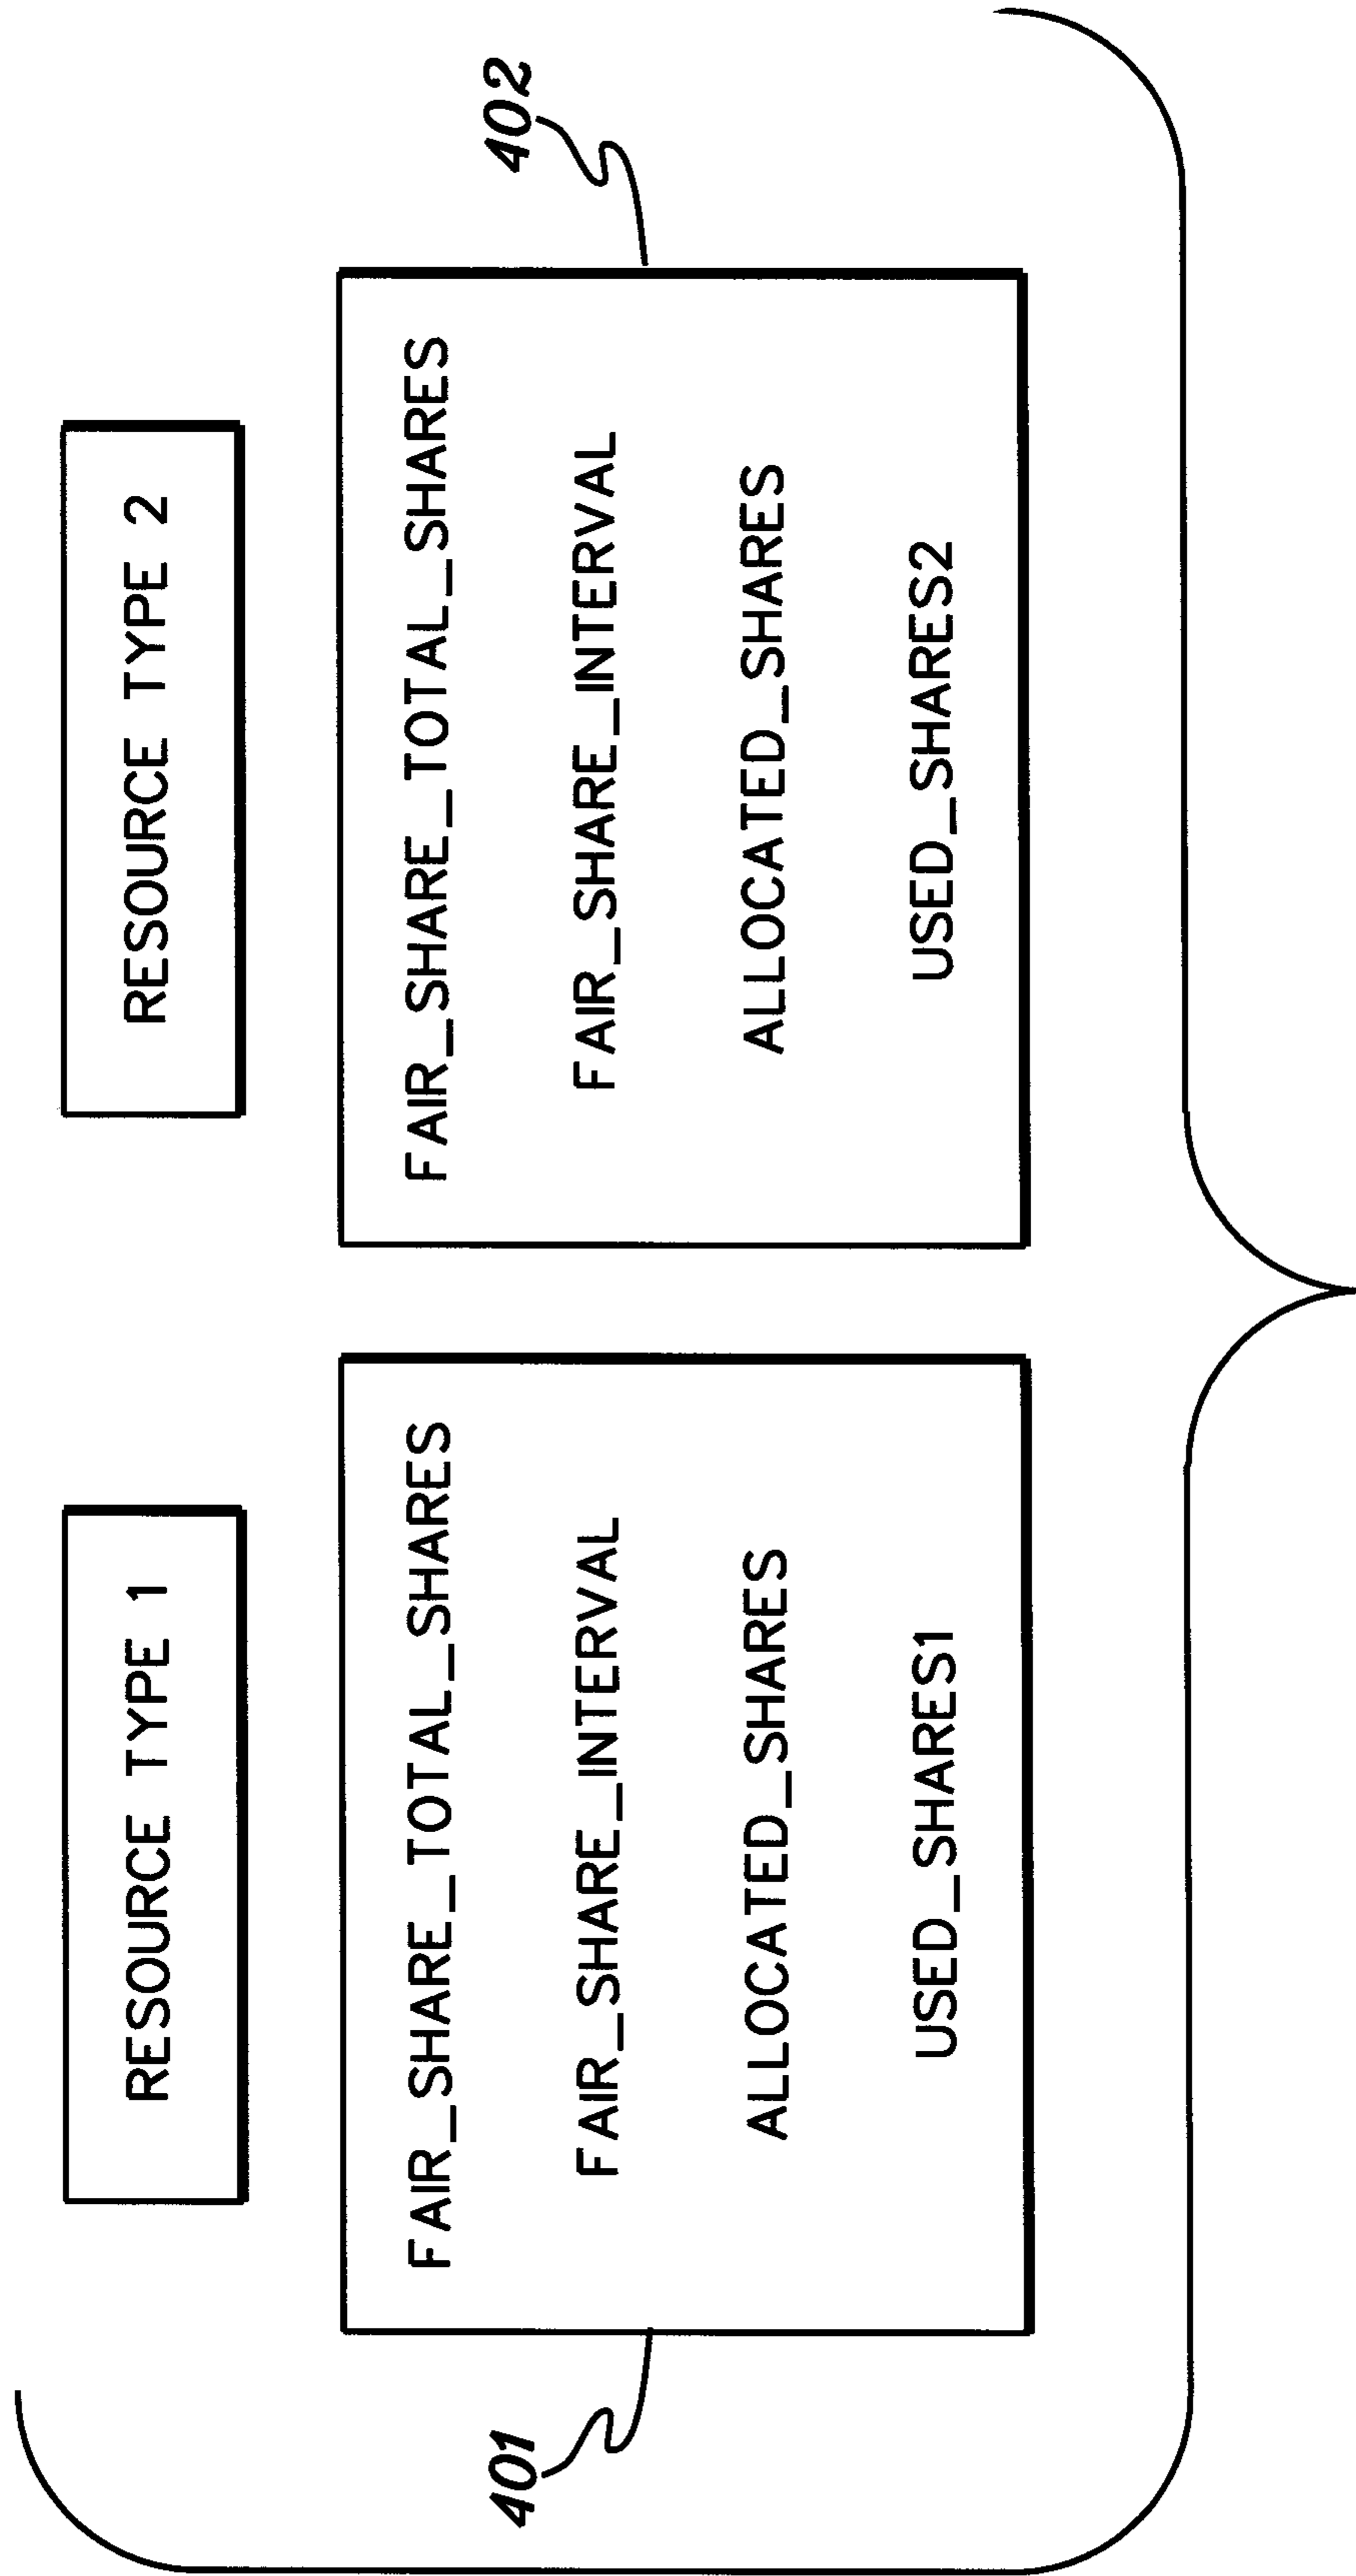 RESOURCE TYPE 1
FAIR_SHARE_TOTAL_SHARES
FAIR_SHARE_INTERVAL
ALLOCATED_SHARES
USED_SHARES1
401
RESOURCE TYPE 2
FAIR_SHARE_TOTAL_SHARES
FAIR_SHARE_INTERVAL
ALLOCATED_SHARES
USED_SHARES2
402